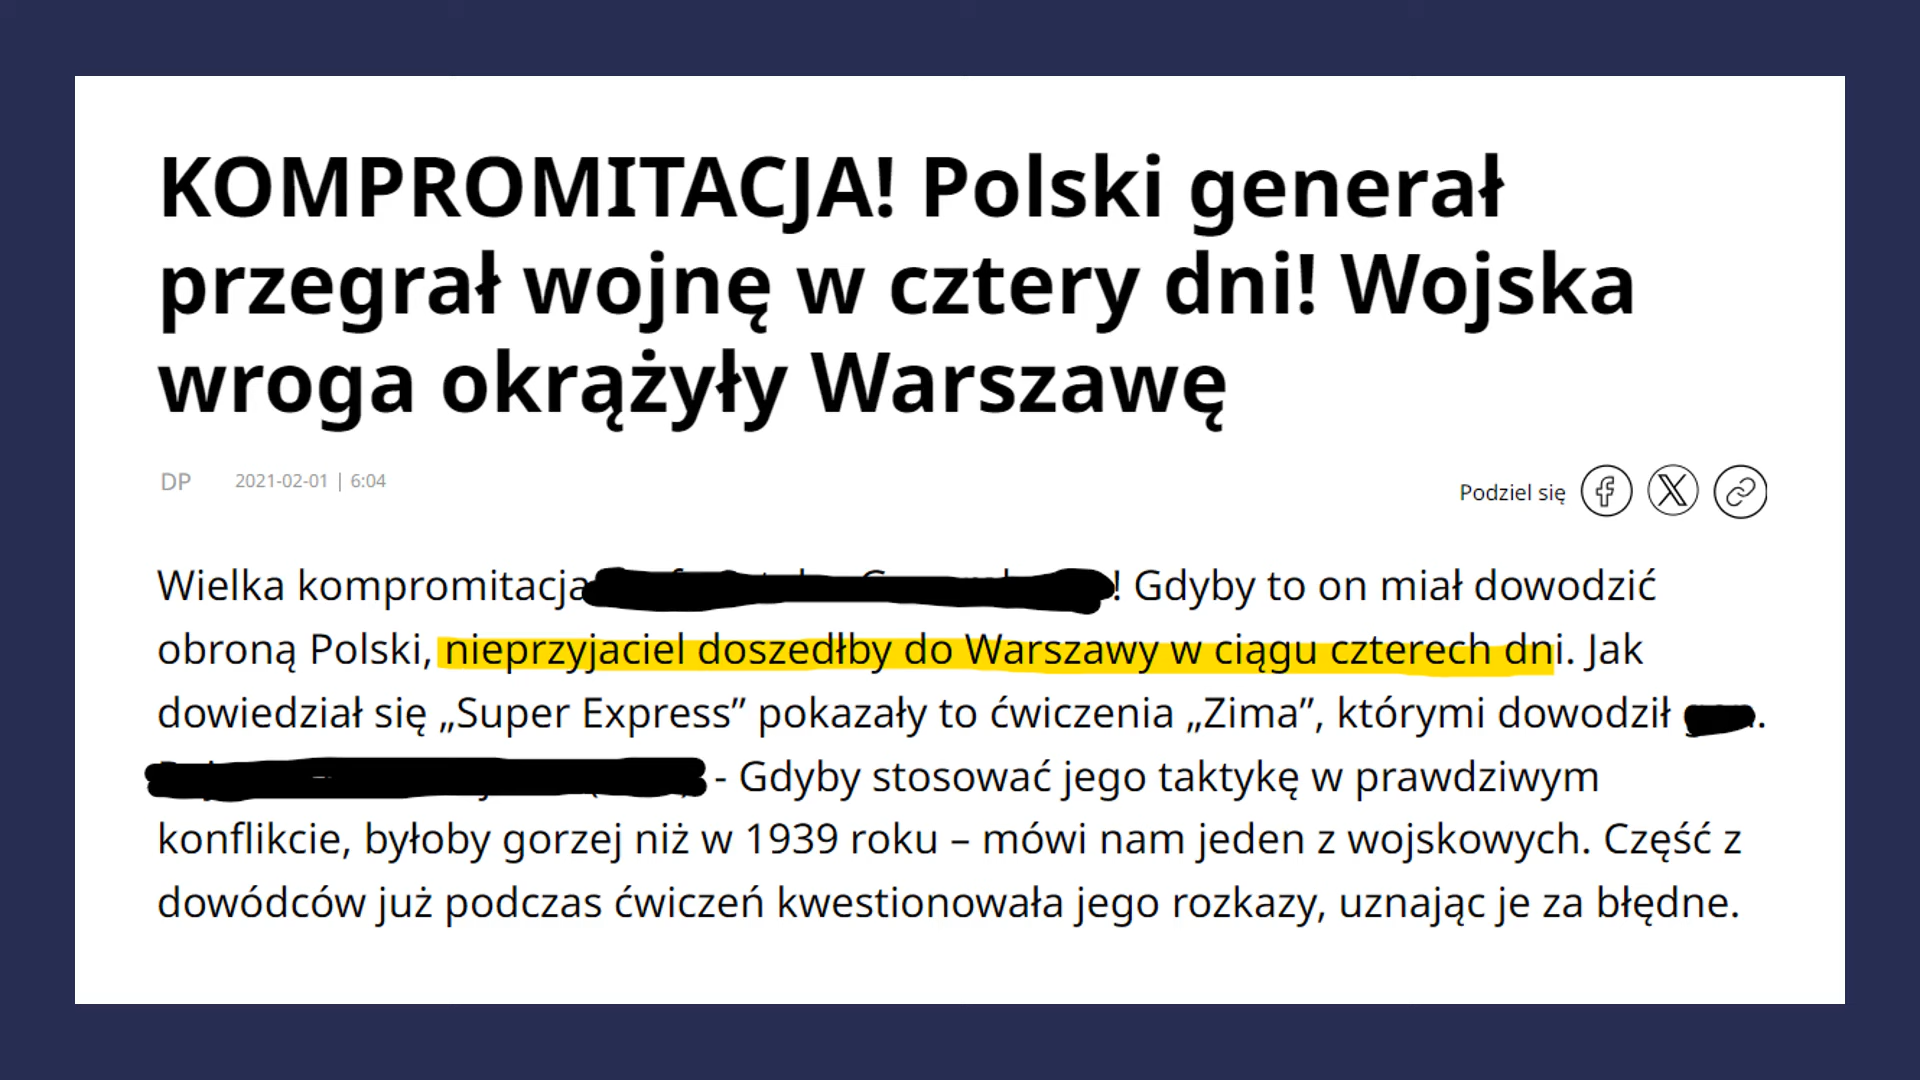 KOMPROMITACJA! Polski generał
przegrał wojnę w cztery dni! Wojska
wroga okrążyły Warszawę
DP 2021-02-01 | 6:04
Podziel się
Wielka kompromitacja ! Gdyby to on miał dowodzić
obroną Polski, nieprzyjaciel doszedłby do Warszawy w ciągu czterech dni. Jak
dowiedział się „Super Express” pokazały to ćwiczenia „Zima”, którymi dowodził .
- Gdyby stosować jego taktykę w prawdziwym
konflikcie, byłoby gorzej niż w 1939 roku – mówi nam jeden z wojskowych. Część z
dowódców już podczas ćwiczeń kwestionowała jego rozkazy, uznając je za błędne.